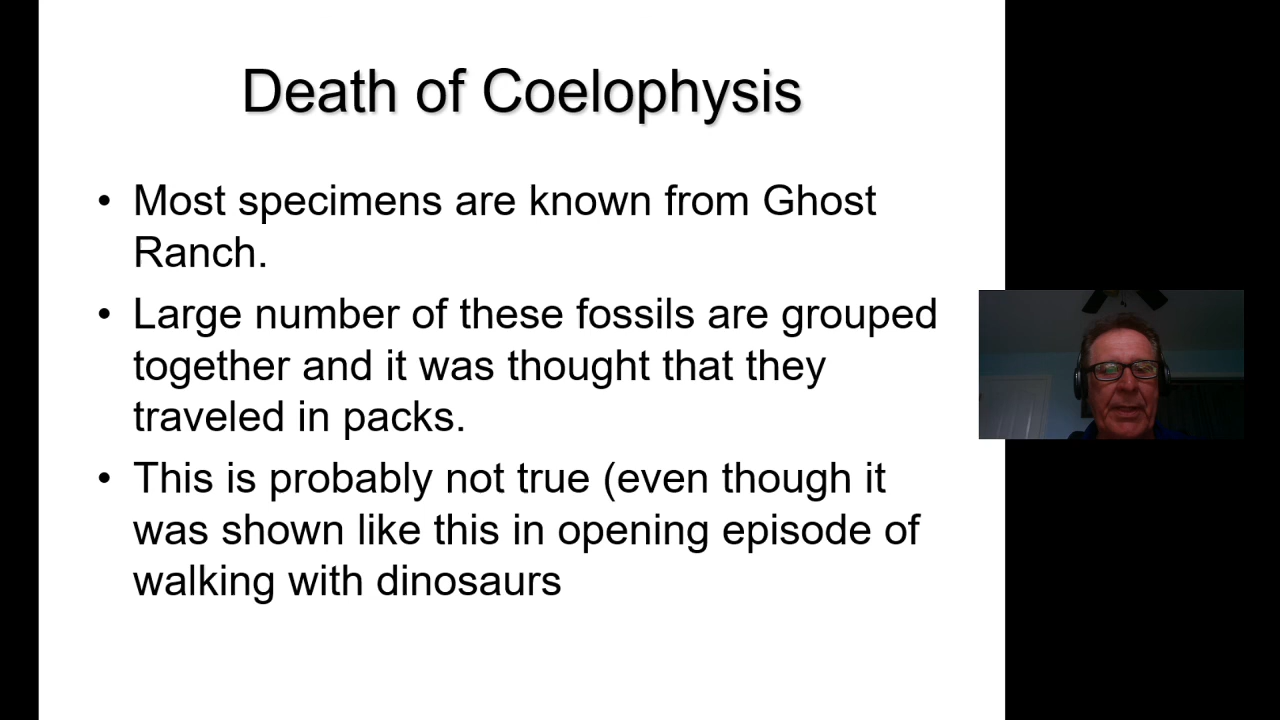 Death of Coelophysis
• Most specimens are known from Ghost
Ranch.
• Large number of these fossils are grouped
together and it was thought that they
traveled in packs.
• This is probably not true (even though it
was shown like this in opening episode of
walking with dinosaurs